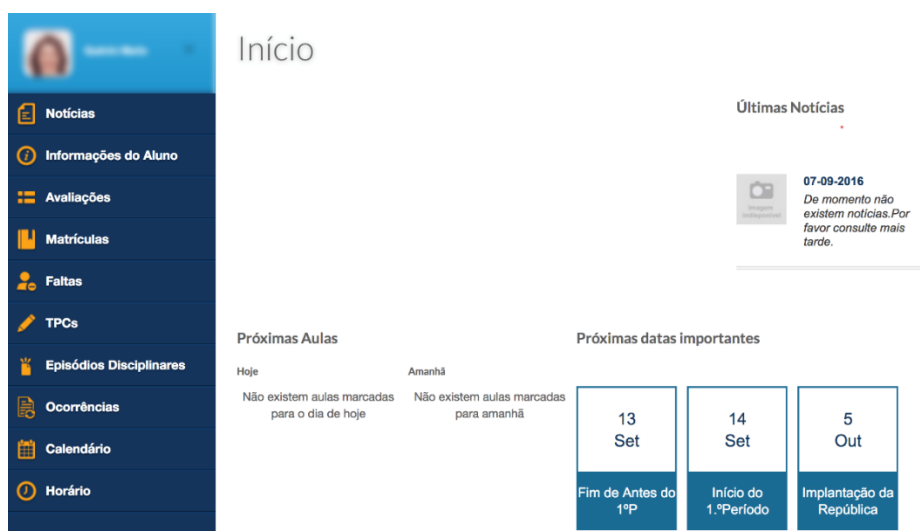 Início
Notícias
Informações do Aluno
Avaliações
Matrículas
Faltas
TPCs
Episódios Disciplinares
Ocorrências
Calendário
Horário
Últimas Notícias
*
Imagem
Indisponível
07-09-2016
De momento não
existem notícias.Por
favor consulte mais
tarde.
Próximas Aulas
Hoje
Não existem aulas marcadas
para o dia de hoje
Amanhã
Não existem aulas marcadas
para amanhã
Próximas datas importantes
13
Set
Fim de Antes do
1ºP
14
Set
Início do
1.ºPeríodo
5
Out
Implantação da
República